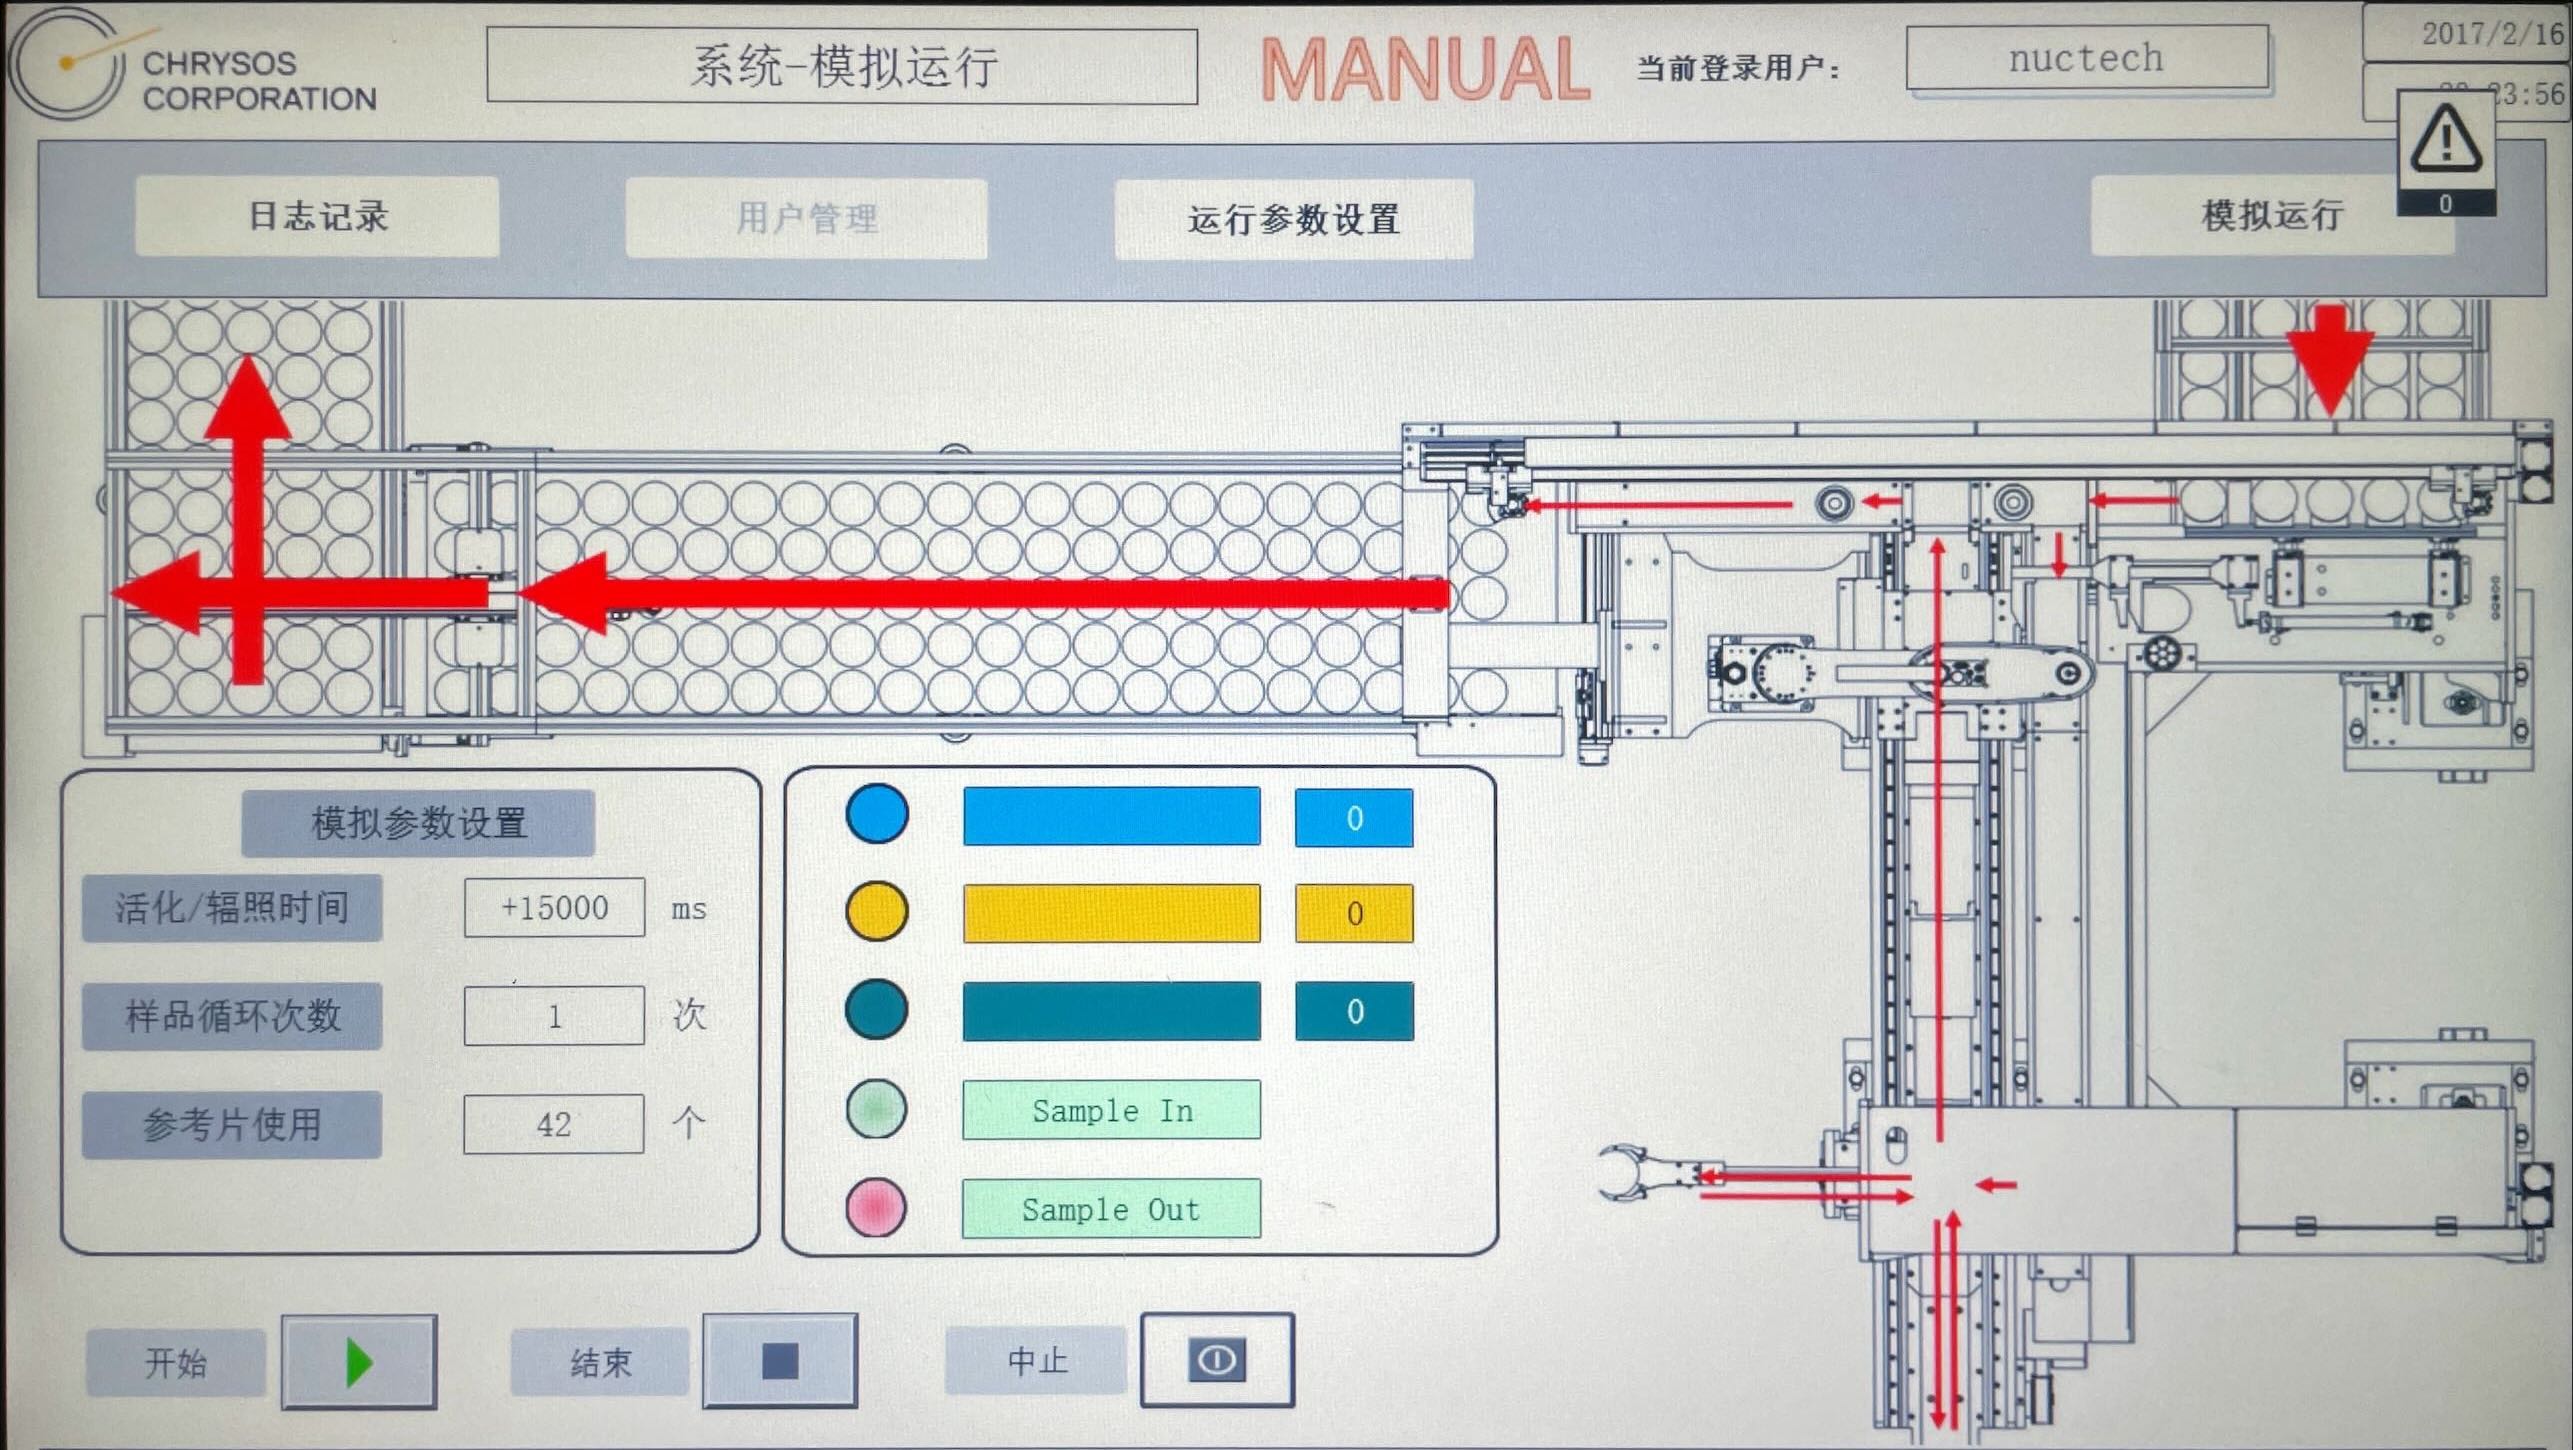 CHRYSOS
CORPORATION
系统-模拟运行
MANUAL
当前登录用户:
nuctech
2017/2/16
23:56
0
日志记录
用户管理
运行参数设置
模拟运行
模拟参数设置
活化/辐照时间
+15000
ms
样品循环次数
1
次
参考片使用
42
个
0
0
0
Sample In
Sample Out
开始
结束
中止